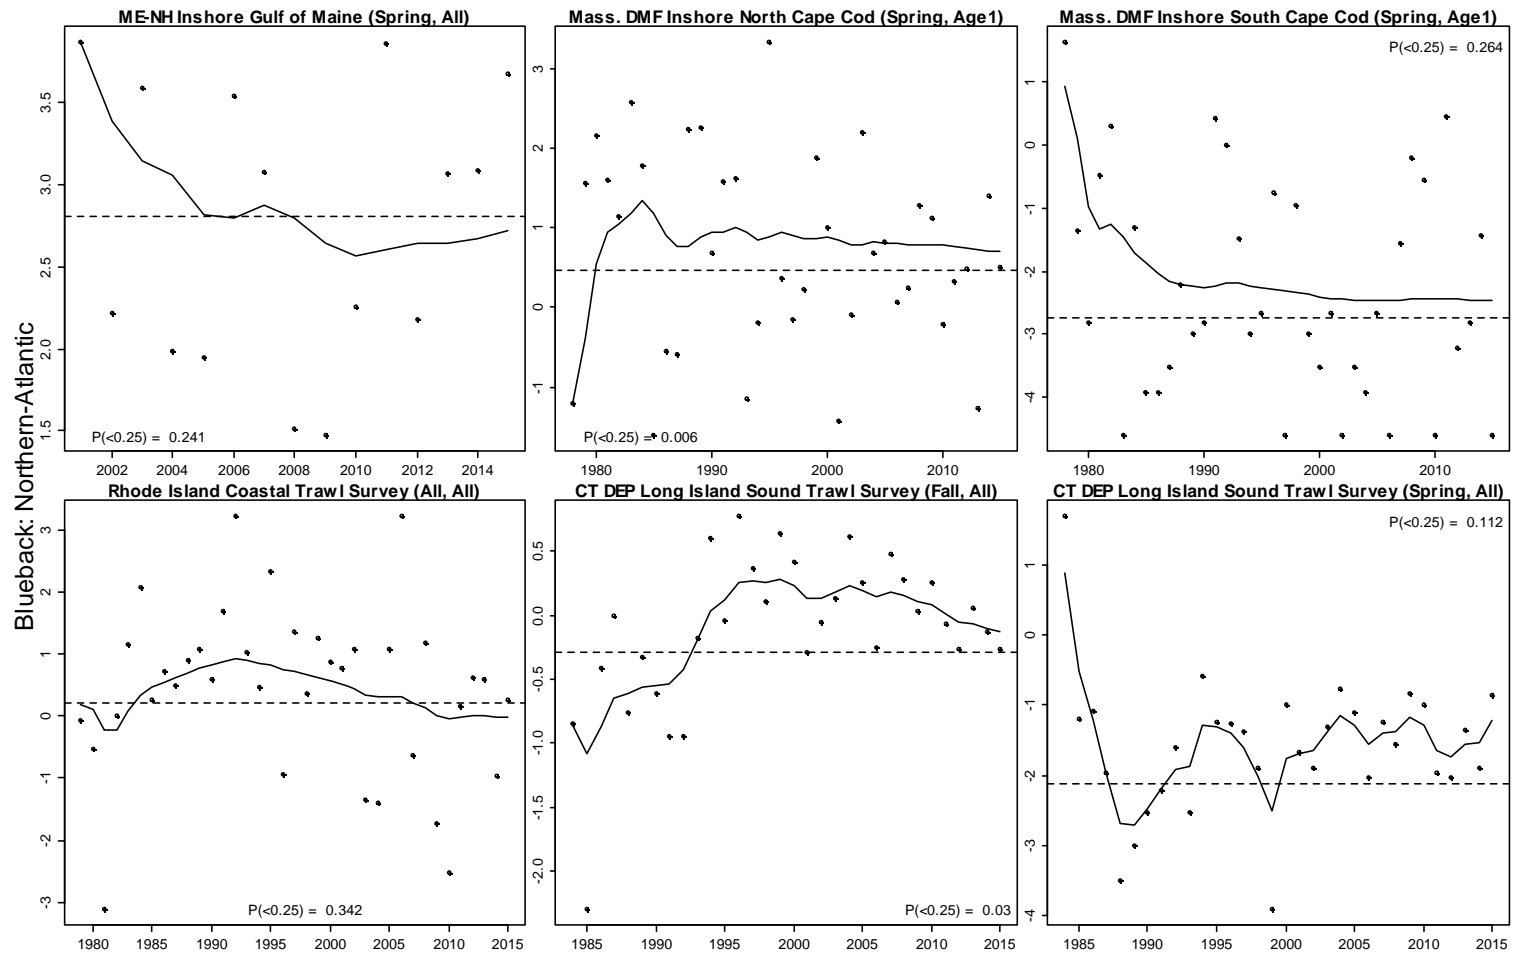 Blueback: Northern-Atlantic
ME-NH Inshore Gulf of Maine (Spring, All)
3.5
3.0
2.5
2.0
1.5
P(<0.25) = 0.241
2002 2004 2006 2008 2010 2012 2014
Mass. DMF Inshore North Cape Cod (Spring, Age1)
3
2
1
0
-1
P(<0.25) = 0.006
1980 1990 2000 2010
Mass. DMF Inshore South Cape Cod (Spring, Age1)
P(<0.25) = 0.264
1
0
-1
-2
-3
-4
1980 1990 2000 2010
Rhode Island Coastal Trawl Survey (All, All)
3
2
1
0
-1
-2
-3
P(<0.25) = 0.342
1980 1985 1990 1995 2000 2005 2010 2015
CT DEP Long Island Sound Trawl Survey (Fall, All)
0.5
0.0
-0.5
-1.0
-1.5
-2.0
P(<0.25) = 0.03
1985 1990 1995 2000 2005 2010 2015
CT DEP Long Island Sound Trawl Survey (Spring, All)
P(<0.25) = 0.112
1
0
-1
-2
-3
-4
1985 1990 1995 2000 2005 2010 2015